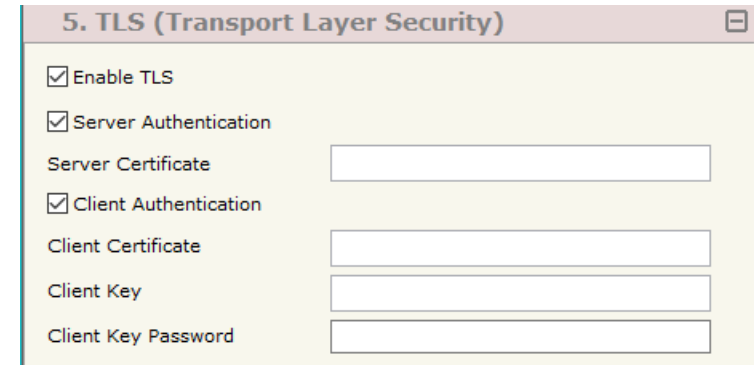 5. TLS (Transport Layer Security)
Enable TLS
Server Authentication
Server Certificate
Client Authentication
Client Certificate
Client Key
Client Key Password